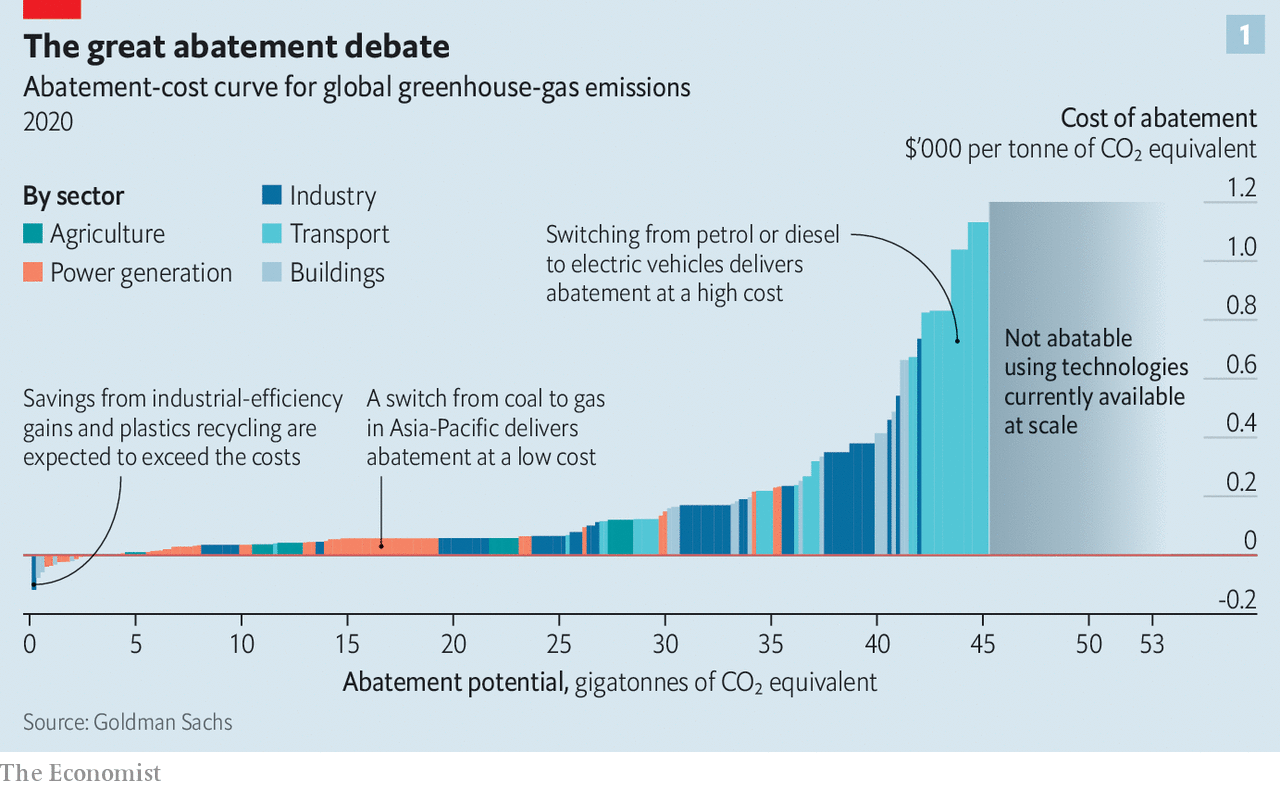 1
The great abatement debate
Abatement-cost curve for global greenhouse-gas emissions
2020
Cost of abatement
$'000 per tonne of CO₂ equivalent
By sector
Agriculture
Power generation
Industry
Transport
Buildings
Savings from industrial-efficiency
gains and plastics recycling are
expected to exceed the costs
A switch from coal to gas
in Asia-Pacific delivers
abatement at a low cost
Switching from petrol or diesel
to electric vehicles delivers
abatement at a high cost
Not abatable
using technologies
currently available
at scale
1.2
1.0
0.8
0.6
0.4
0.2
0
-0.2
0 5 10 15 20 25 30 35 40 45 50 53
Abatement potential, gigatonnes of CO₂ equivalent
Source: Goldman Sachs
The Economist